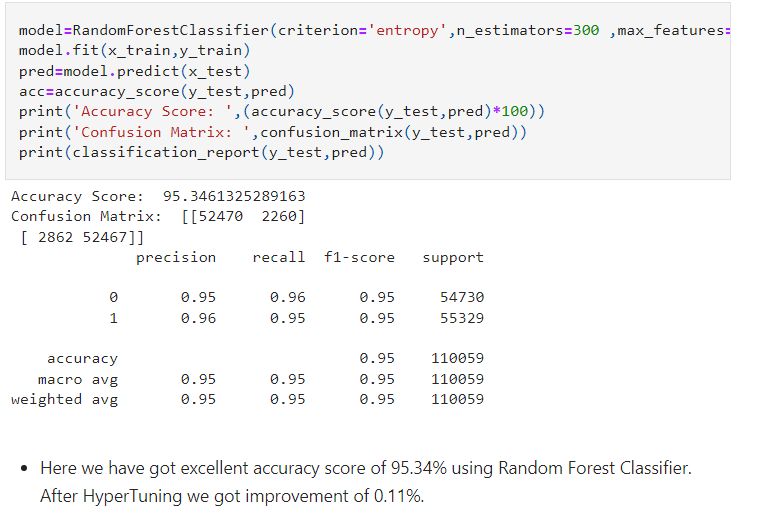 model=RandomForestClassifier(criterion='entropy',n_estimators=300 ,max_features=
model.fit(x_train,y_train)
pred=model.predict(x_test)
acc=accuracy_score(y_test,pred)
print('Accuracy Score: ',(accuracy_score(y_test,pred)*100))
print('Confusion Matrix: ',confusion_matrix(y_test,pred))
print(classification_report(y_test,pred))
Accuracy Score:  95.3461325289163
Confusion Matrix:  [[52470  2260]
 [ 2862 52467]]
              precision    recall  f1-score   support
           0       0.95      0.96      0.95     54730
           1       0.96      0.95      0.95     55329
    accuracy                           0.95    110059
   macro avg       0.95      0.95      0.95    110059
weighted avg       0.95      0.95      0.95    110059
• Here we have got excellent accuracy score of 95.34% using Random Forest Classifier.
After HyperTuning we got improvement of 0.11%.